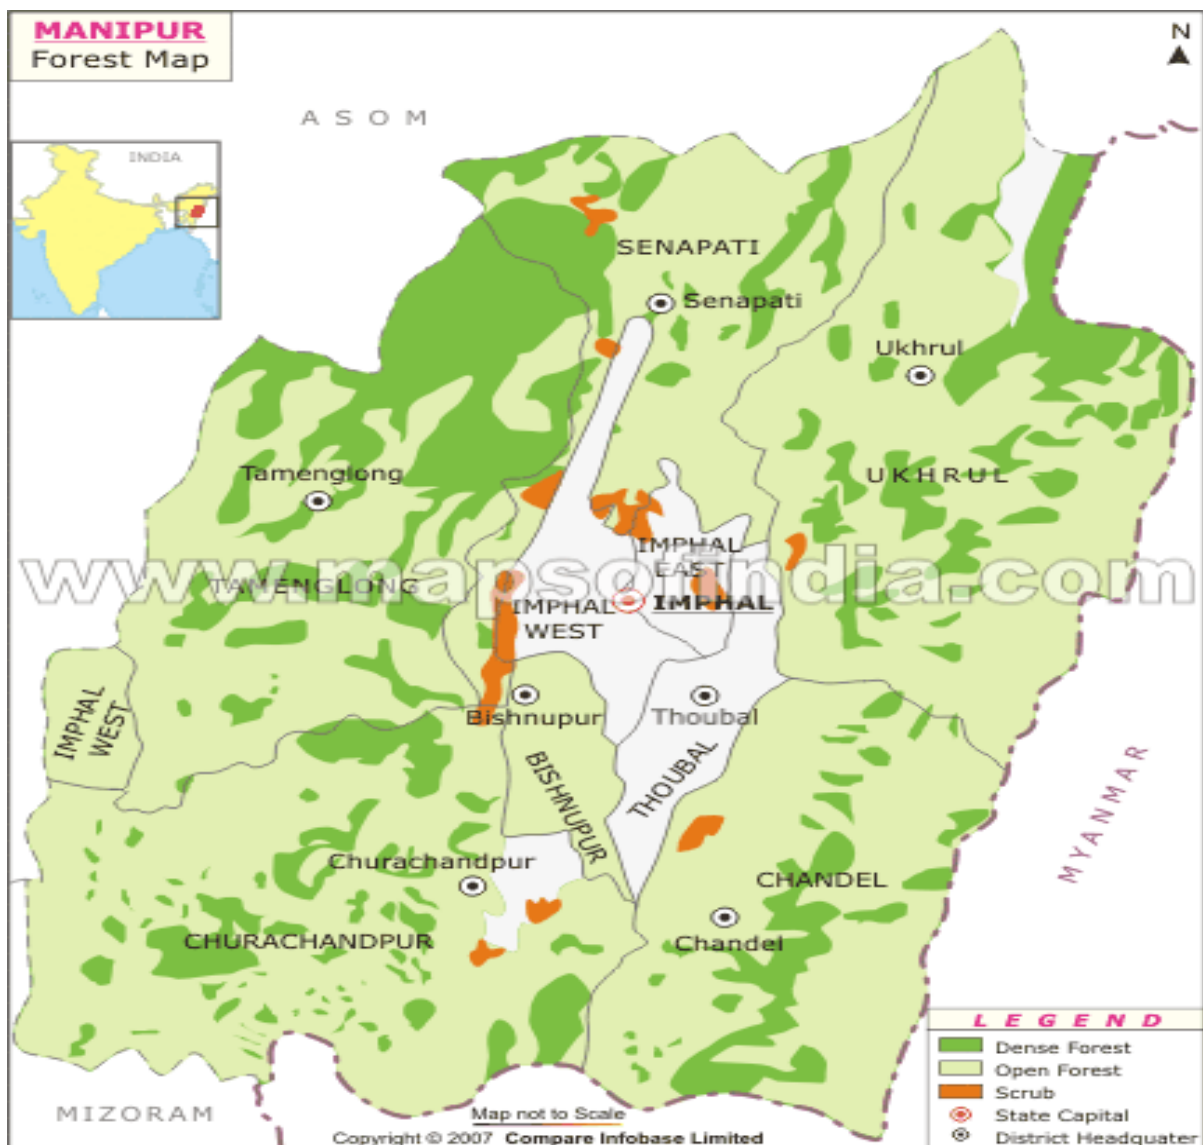 MANIPUR
Forest Map
N
ASOM
INDIA
SENAPATI
Senapati
Ukhrul
Tamenglong
UKHRUL
IMPHAL
EAST
www.mapsofindia.com
TAMENGLONG
IMPHAL
WEST
IMPHAL
Bishnupur
Thoubal
IMPHAL
WEST
BISHNUPUR
THOUBAL
MYANMAR
Churachandpur
CHANDEL
CHURACHANDPUR
Chandel
LEGEND
Dense Forest
Open Forest
Scrub
State Capital
District Headquater
MIZORAM
Map not to Scale
Copyright © 2007 Compare Infobase Limited